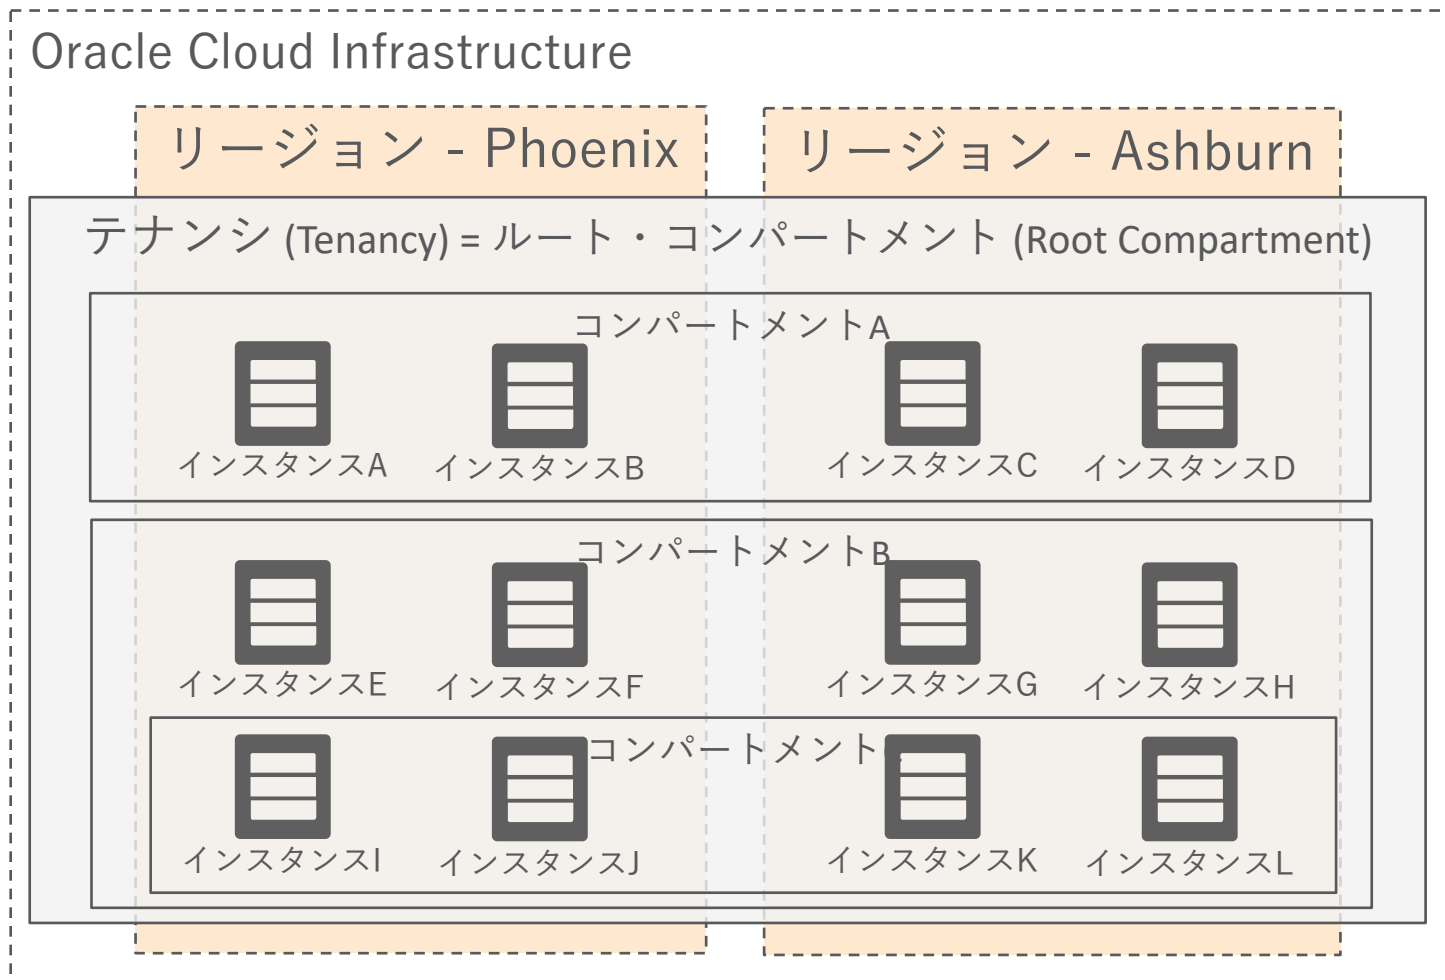 Oracle Cloud Infrastructure
リージョン - Phoenix
リージョン - Ashburn
テナンシ (Tenancy) = ルート・コンパートメント (Root Compartment)
コンパートメントA
インスタンスA
インスタンスB
インスタンスC
インスタンスD
コンパートメントB
インスタンスE
インスタンスF
インスタンスG
インスタンスH
コンパートメント
インスタンスI
インスタンスJ
インスタンスK
インスタンスL